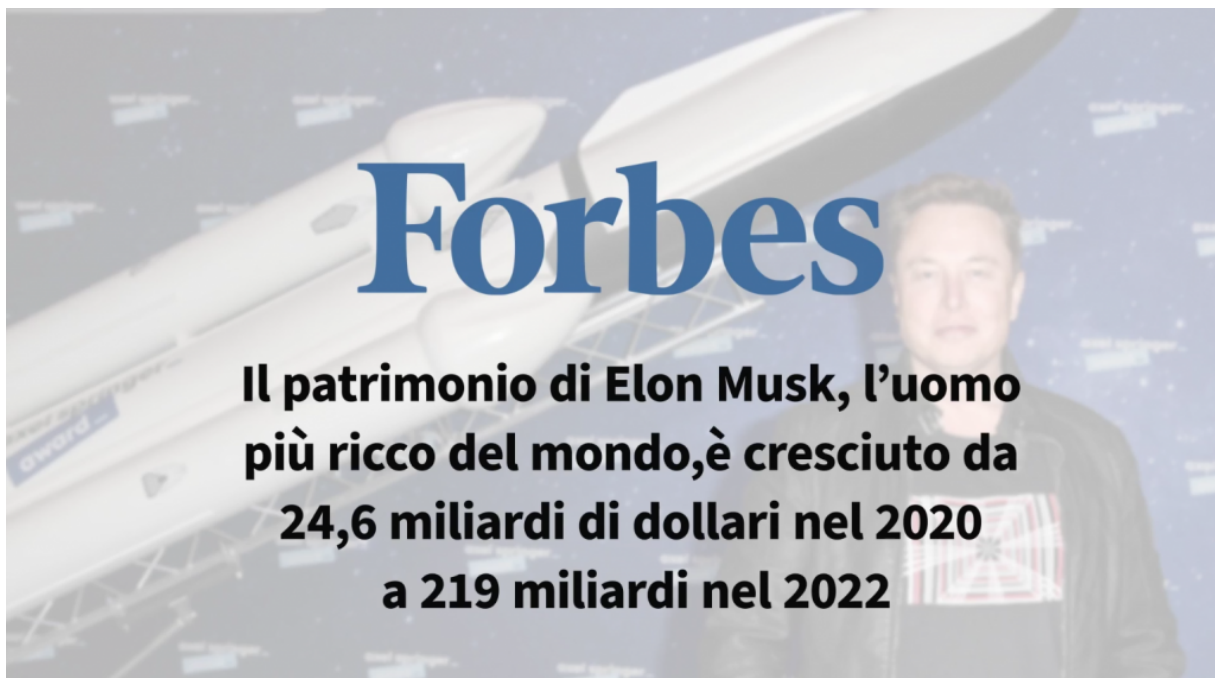 Forbes
Il patrimonio di Elon Musk, l’uomo
più ricco del mondo,è cresciuto da
24,6 miliardi di dollari nel 2020
a 219 miliardi nel 2022
award